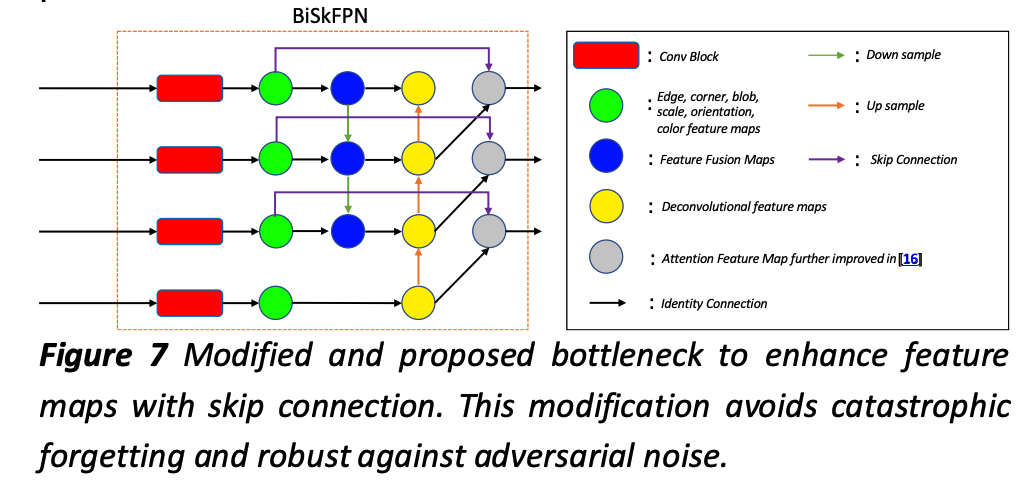 BiSkFPN
: Conv Block
: Down sample
: Edge, corner, blob,
scale, orientation,
color feature maps
: Up sample
: Feature Fusion Maps
: Skip Connection
: Deconvolutional feature maps
: Attention Feature Map further improved in [16]
: Identity Connection
Figure 7 Modified and proposed bottleneck to enhance feature
maps with skip connection. This modification avoids catastrophic
forgetting and robust against adversarial noise.